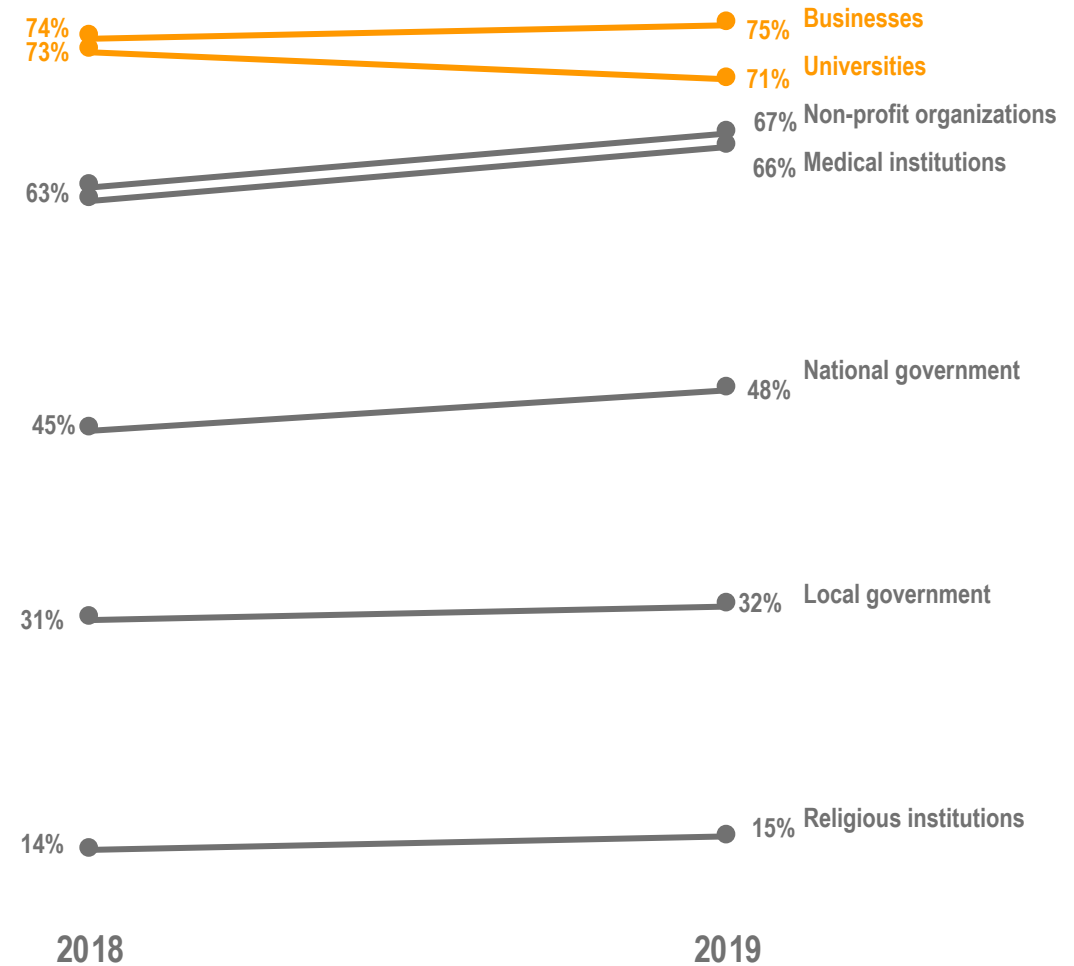 74%
73%
75%
Businesses
71%
Universities
67%
Non-profit organizations
63%
66%
Medical institutions
45%
48%
National government
31%
32%
Local government
14%
15%
Religious institutions
2018
2019